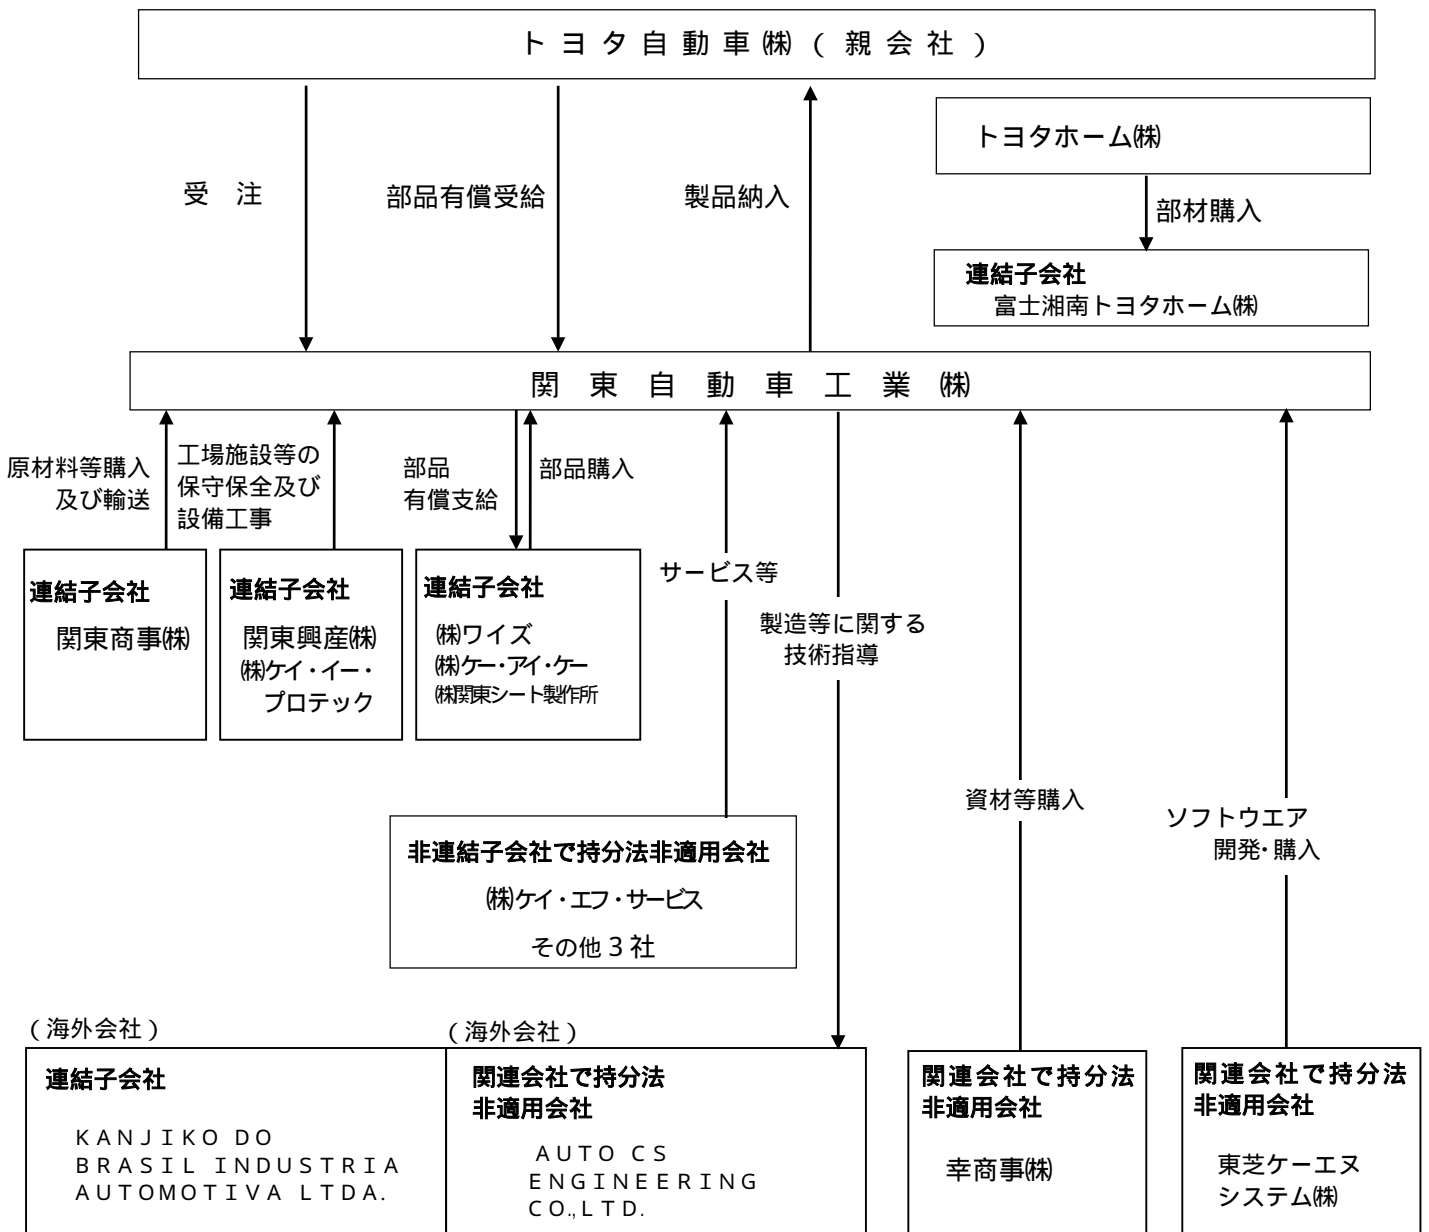 トヨタ自動車㈱(親会社)
トヨタホーム㈱
受 注
部品有償受給
製品納入
部材購入
連結子会社
富士湘南トヨタホーム㈱
関東自動車工業㈱
原材料等購入
及び輸送
工場施設等の
保守保全及び
設備工事
部品
有償支給
部品購入
サービス等
製造等に関する
技術指導
連結子会社
関東商事㈱
連結子会社
関東興産㈱
㈱ケイ・イー・
プロテック
連結子会社
㈱ワイズ
㈱ケー・アイ・ケー
㈱関東シート製作所
資材等購入
ソフトウエア
開発・購入
非連結子会社で持分法非適用会社
㈱ケイ・エフ・サービス
その他3社
(海外会社)
連結子会社
KANJIKO DO
BRASIL INDUSTRIA
AUTOMOTIVA LTDA.
(海外会社)
関連会社で持分法
非適用会社
AUTO CS
ENGINEERING
CO.,LTD.
関連会社で持分法
非適用会社
幸商事㈱
関連会社で持分法
非適用会社
東芝ケーエヌ
システム㈱